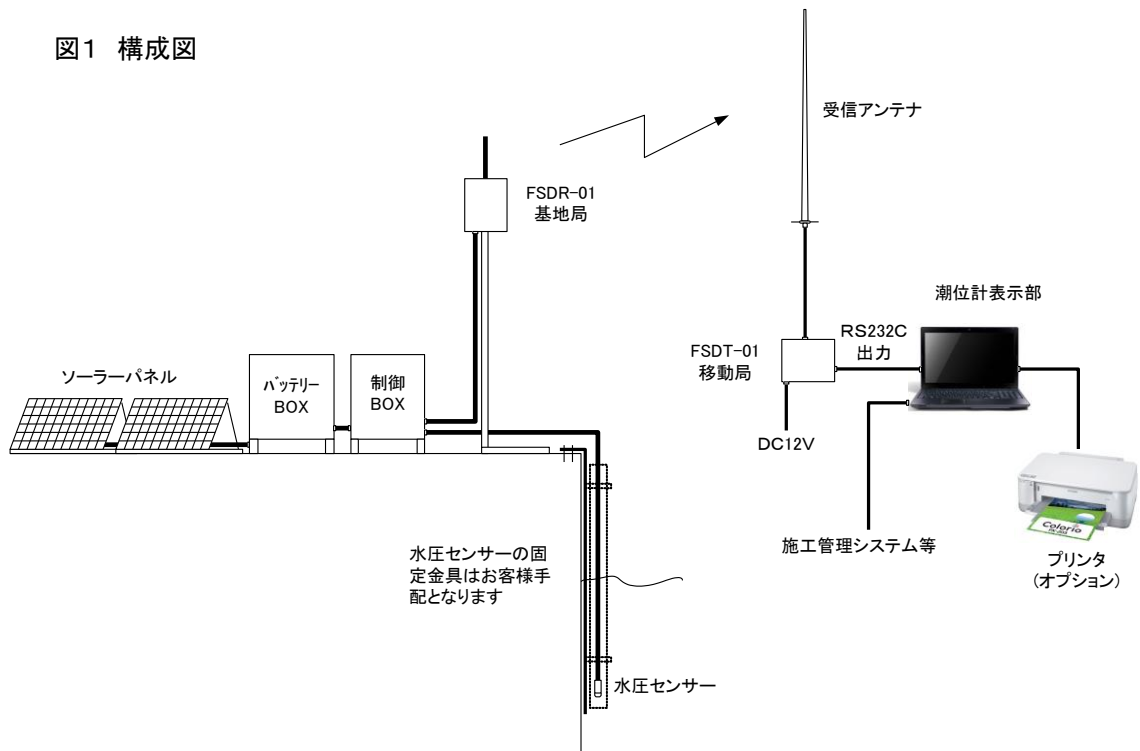 図1 構成図
受信アンテナ
FSDR-01
基地局
潮位計表示部
RS232C
出力
FSDT-01
移動局
ソーラーパネル
バッテリー
BOX
制御
BOX
DC12V
施工管理システム等
Colorio
プリンタ
(オプション)
水圧センサーの固
定金具はお客様手
配となります
水圧センサー